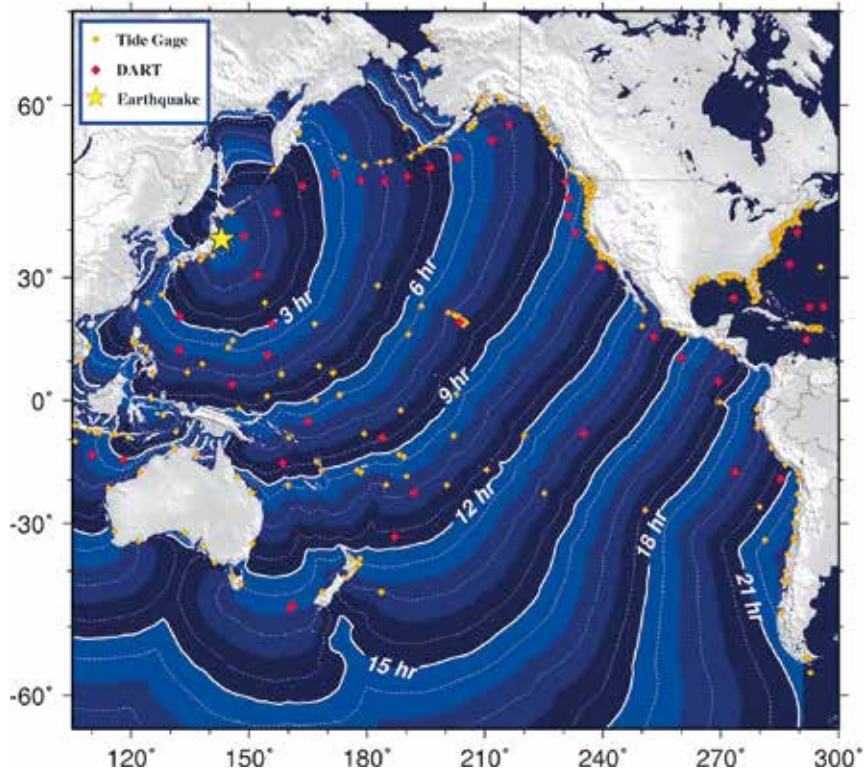 Tide Gage
DART
Earthquake
60°
30°
0°
-30°
-60°
3 hr
6 hr
9 hr
12 hr
15 hr
18 hr
21 hr
120° 150° 180° 210° 240° 270° 300°